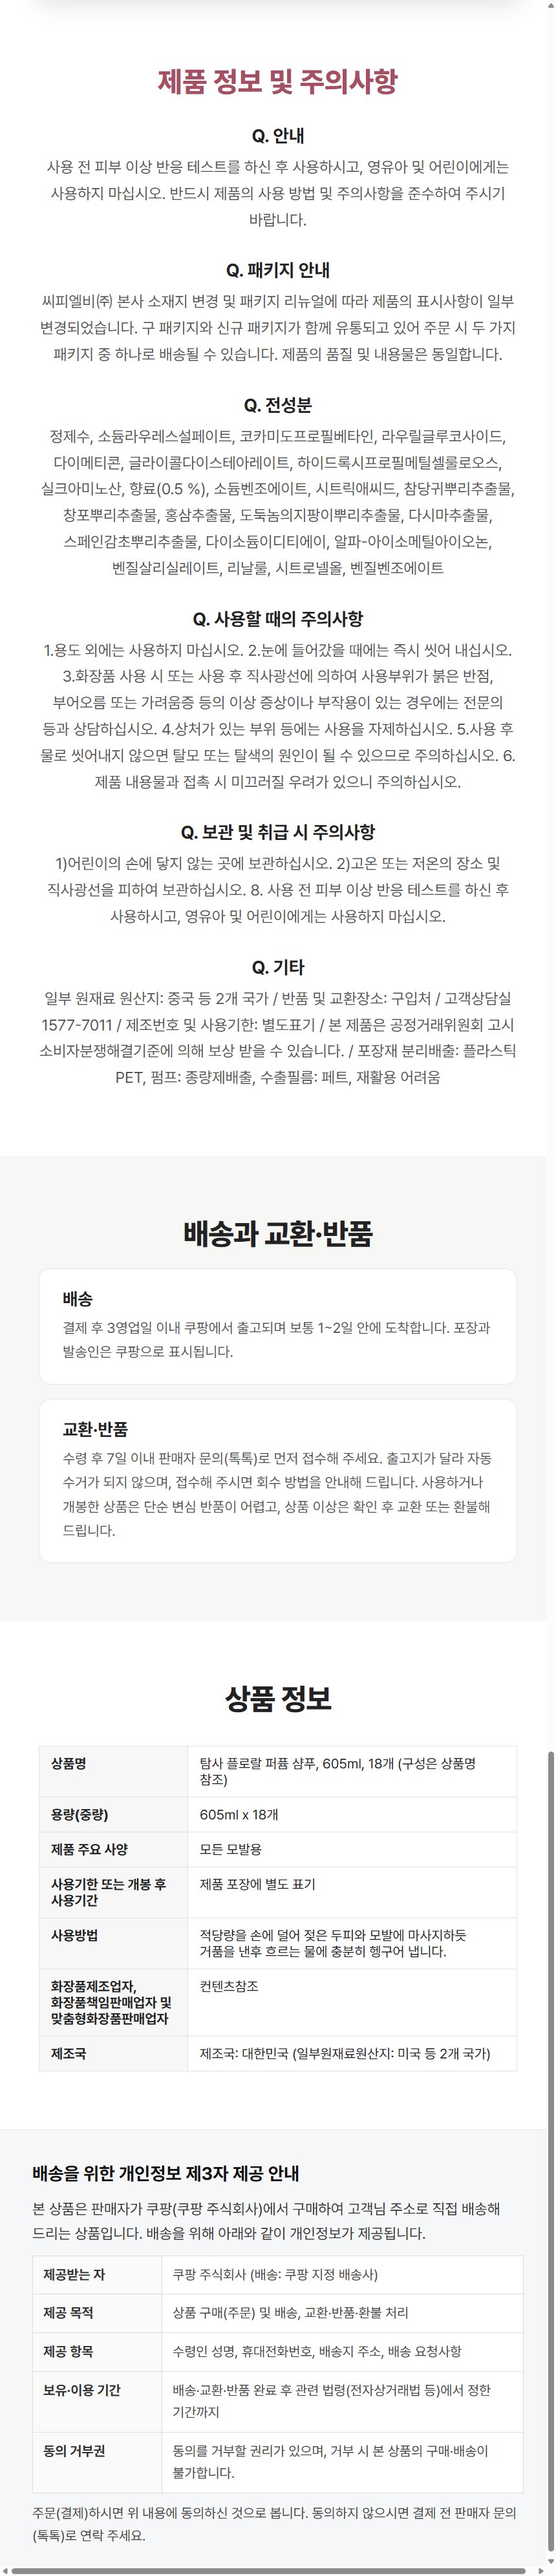 제품 정보 및 주의사항
Q. 안내
사용 전 피부 이상 반응 테스트를 하신 후 사용하시고, 영유아 및 어린이에게는
사용하지 마십시오. 반드시 제품의 사용 방법 및 주의사항을 준수하여 주시기
바랍니다.
Q. 패키지 안내
씨피엘비㈜ 본사 소재지 변경 및 패키지 리뉴얼에 따라 제품의 표시사항이 일부
변경되었습니다. 구 패키지와 신규 패키지가 함께 유통되고 있어 주문 시 두 가지
패키지 중 하나로 배송될 수 있습니다. 제품의 품질 및 내용물은 동일합니다.
Q. 전성분
정제수, 소듐라우레스설페이트, 코카미도프로필베타인, 라우릴글루코사이드,
다이메티콘, 글라이콜다이스테아레이트, 하이드록시프로필메틸셀룰로오스,
실크아미노산, 향료(0.5 %), 소듐벤조에이트, 시트릭애씨드, 참당귀뿌리추출물,
창포뿌리추출물, 홍삼추출물, 도둑놈의지팡이뿌리추출물, 다시마추출물,
스페인감초뿌리추출물, 다이소듐이디티에이, 알파-아이소메틸아이오논,
벤질살리실레이트, 리날룰, 시트로넬올, 벤질벤조에이트
Q. 사용할 때의 주의사항
1.용도 외에는 사용하지 마십시오. 2.눈에 들어갔을 때에는 즉시 씻어 내십시오.
3.화장품 사용 시 또는 사용 후 직사광선에 의하여 사용부위가 붉은 반점,
부어오름 또는 가려움증 등의 이상 증상이나 부작용이 있는 경우에는 전문의
등과 상담하십시오. 4.상처가 있는 부위 등에는 사용을 자제하십시오. 5.사용 후
물로 씻어내지 않으면 탈모 또는 탈색의 원인이 될 수 있으므로 주의하십시오. 6.
제품 내용물과 접촉 시 미끄러질 우려가 있으니 주의하십시오.
Q. 보관 및 취급 시 주의사항
1)어린이의 손에 닿지 않는 곳에 보관하십시오. 2)고온 또는 저온의 장소 및
직사광선을 피하여 보관하십시오. 8. 사용 전 피부 이상 반응 테스트를 하신 후
사용하시고, 영유아 및 어린이에게는 사용하지 마십시오.
Q. 기타
일부 원재료 원산지: 중국 등 2개 국가 / 반품 및 교환장소: 구입처 / 고객상담실
1577-7011 / 제조번호 및 사용기한: 별도표기 / 본 제품은 공정거래위원회 고시
소비자분쟁해결기준에 의해 보상 받을 수 있습니다. / 포장재 분리배출: 플라스틱
PET, 펌프: 종량제배출, 수출필름: 페트, 재활용 어려움
배송과 교환·반품
배송
결제 후 3영업일 이내 쿠팡에서 출고되며 보통 1~2일 안에 도착합니다. 포장과
발송인은 쿠팡으로 표시됩니다.
교환·반품
수령 후 7일 이내 판매자 문의(톡톡)로 먼저 접수해 주세요. 출고지가 달라 자동
수거가 되지 않으며, 접수해 주시면 회수 방법을 안내해 드립니다. 사용하거나
개봉한 상품은 단순 변심 반품이 어렵고, 상품 이상은 확인 후 교환 또는 환불해
드립니다.
상품 정보
상품명
탐사 플로랄 퍼퓸 샴푸, 605ml, 18개 (구성은 상품명
참조)
용량(중량)
605ml x 18개
제품 주요 사양
모든 모발용
사용기한 또는 개봉 후
사용기간
제품 포장에 별도 표기
사용방법
적당량을 손에 덜어 젖은 두피와 모발에 마사지하듯
거품을 낸후 흐르는 물에 충분히 헹구어 냅니다.
화장품제조업자,
화장품책임판매업자 및
맞춤형화장품판매업자
컨텐츠참조
제조국
제조국: 대한민국 (일부원재료원산지: 미국 등 2개 국가)
배송을 위한 개인정보 제3자 제공 안내
본 상품은 판매자가 쿠팡(쿠팡 주식회사)에서 구매하여 고객님 주소로 직접 배송해
드리는 상품입니다. 배송을 위해 아래와 같이 개인정보가 제공됩니다.
제공받는 자
쿠팡 주식회사 (배송: 쿠팡 지정 배송사)
제공 목적
상품 구매(주문) 및 배송, 교환·반품·환불 처리
제공 항목
수령인 성명, 휴대전화번호, 배송지 주소, 배송 요청사항
보유·이용 기간
배송·교환·반품 완료 후 관련 법령(전자상거래법 등)에서 정한
기간까지
동의 거부권
동의를 거부할 권리가 있으며, 거부 시 본 상품의 구매·배송이
불가합니다.
주문(결제)하시면 위 내용에 동의하신 것으로 봅니다. 동의하지 않으시면 결제 전 판매자 문의
(톡톡)로 연락 주세요.